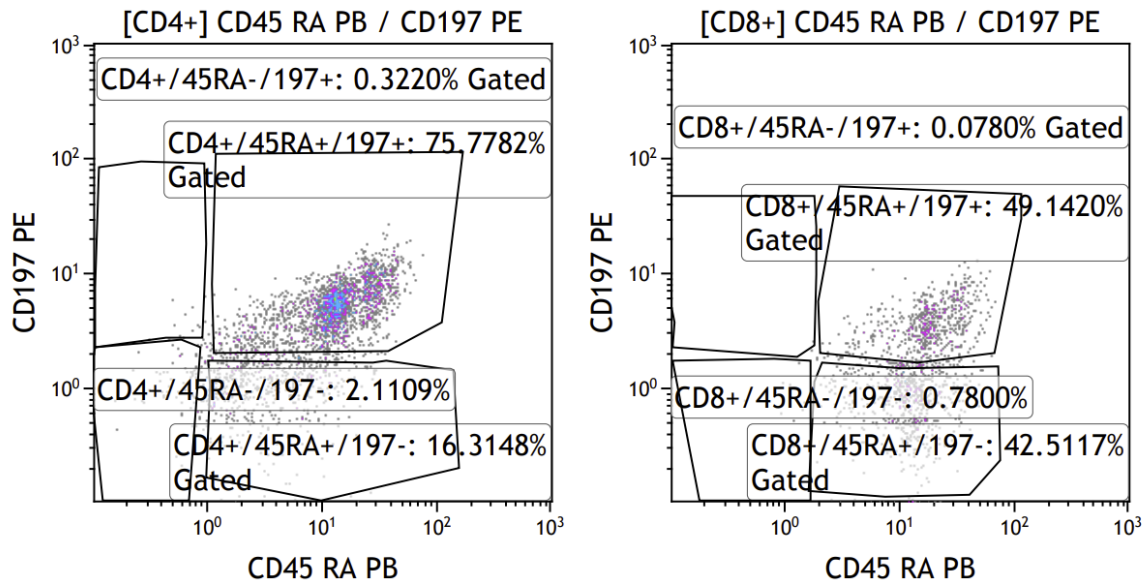 [CD4+] CD45 RA PB / CD197 PE
10³
CD4+/45RA-/197+: 0.3220% Gated
CD4+/45RA+/197+: 75.7782%
Gated
10²
10¹
10⁰
CD4+/45RA-/197-: 2.1109%
CD4+/45RA+/197-: 16.3148%
Gated
CD197 PE
10⁰ 10¹ 10² 10³
CD45 RA PB
[CD8+] CD45 RA PB / CD197 PE
10³
CD8+/45RA-/197+: 0.0780% Gated
10²
CD8+/45RA+/197+: 49.1420%
Gated
10¹
10⁰
CD8+/45RA-/197-: 0.7800%
CD8+/45RA+/197-: 42.5117%
Gated
CD197 PE
10⁰ 10¹ 10² 10³
CD45 RA PB